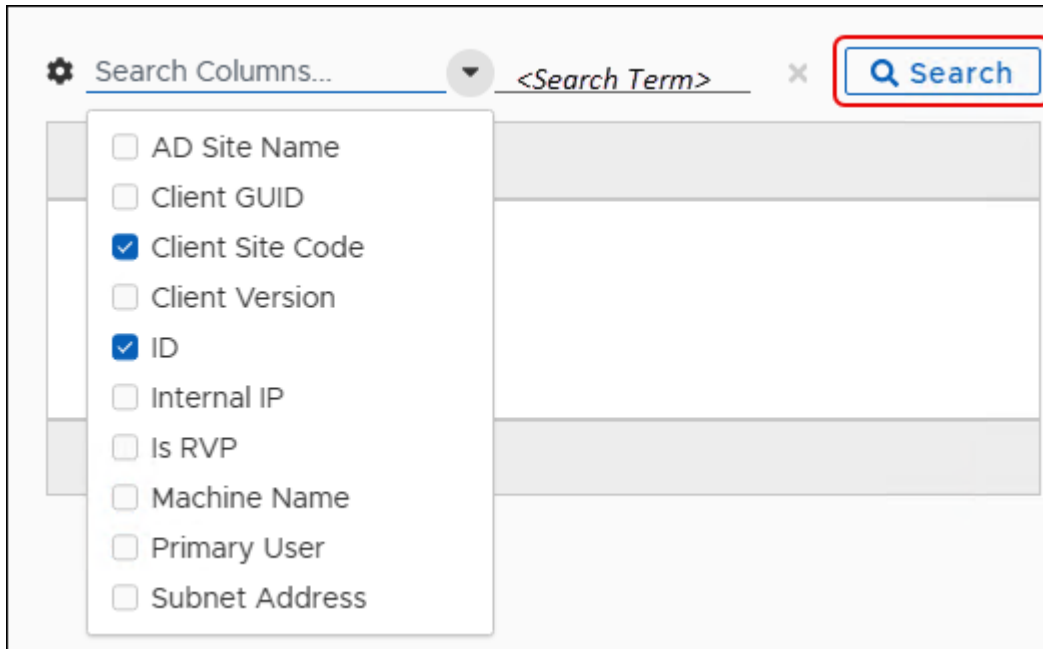 Search Columns... <Search Term> × Search
AD Site Name
Client GUID
Client Site Code
Client Version
ID
Internal IP
Is RVP
Machine Name
Primary User
Subnet Address